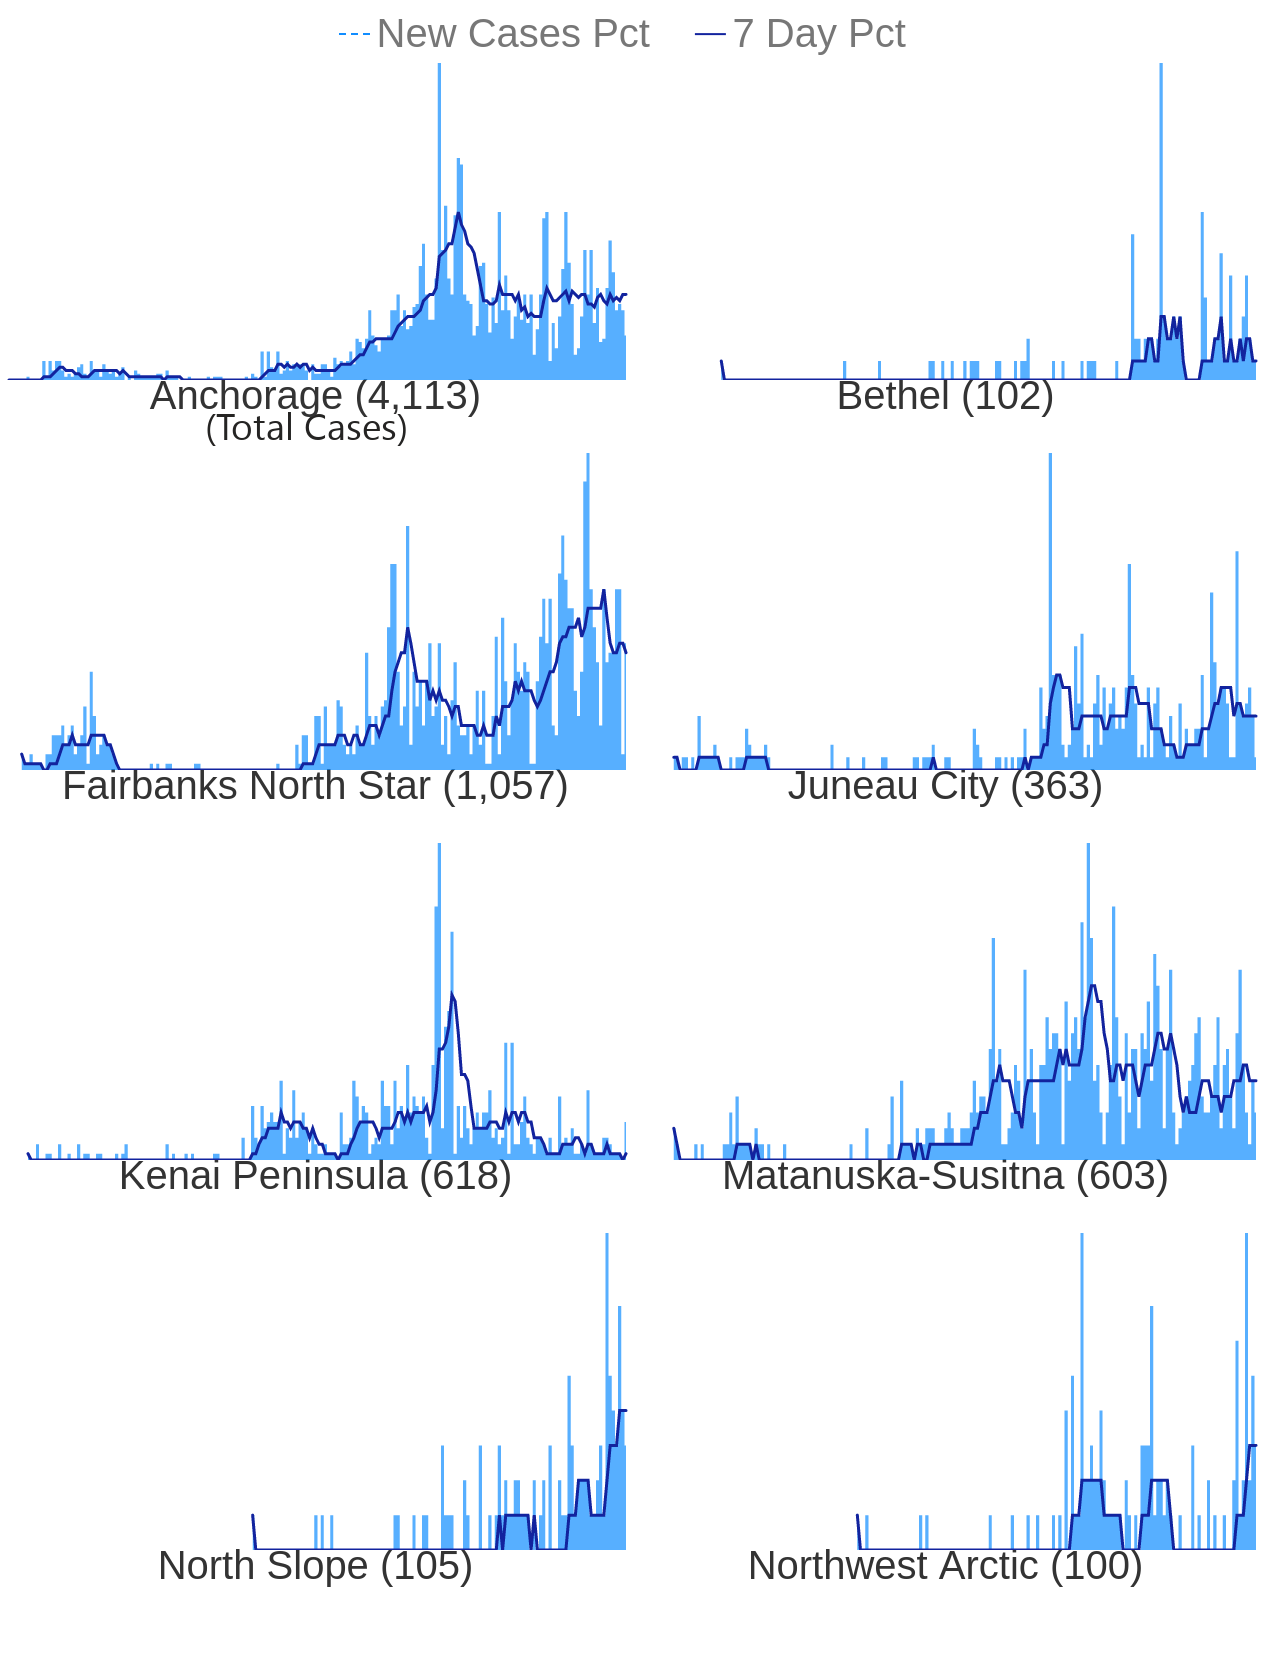 New Cases Pct 7 Day Pct
Anchorage (4,113)
(Total Cases)
Bethel (102)
Fairbanks North Star (1,057)
Juneau City (363)
Kenai Peninsula (618)
Matanuska-Susitna (603)
North Slope (105)
Northwest Arctic (100)